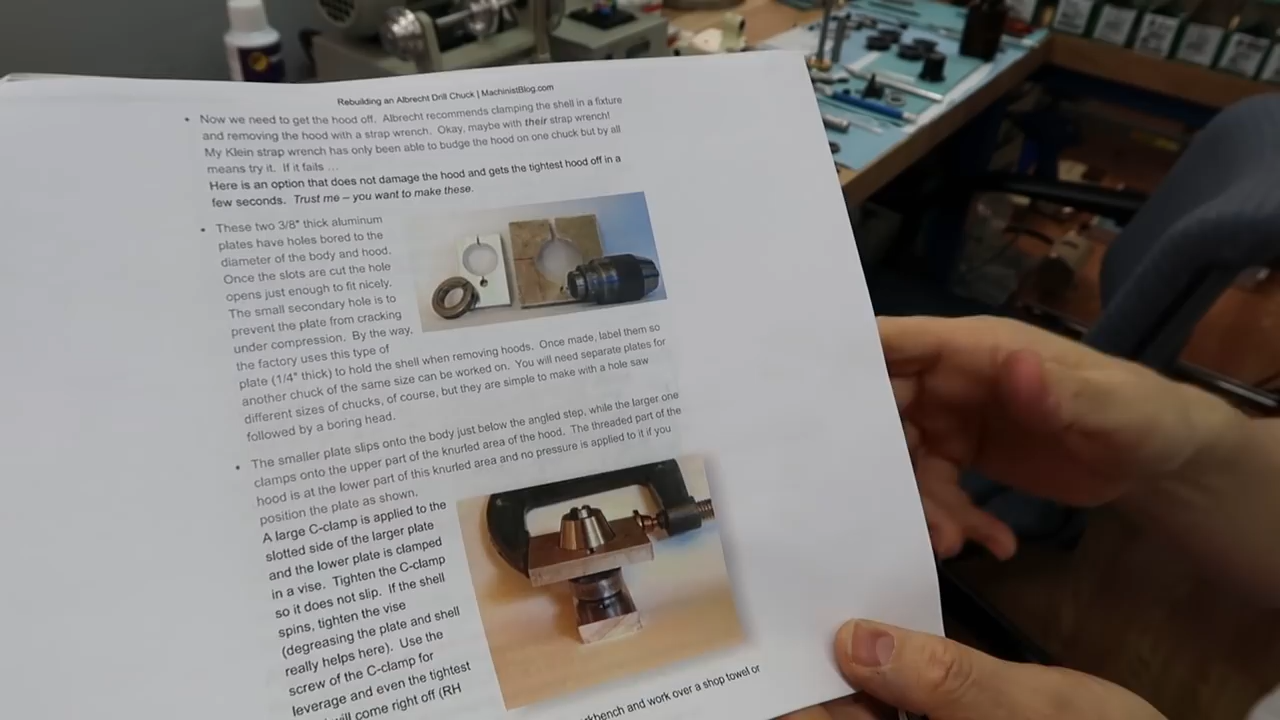 Rebuilding an Albrecht Drill Chuck | MachinistBlog.com
• Now we need to get the hood off. Albrecht recommends clamping the shell in a fixture
and removing the hood with a strap wrench. Okay, maybe with their strap wrench!
My Klein strap wrench has only been able to budge the hood on one chuck but by all
means try it. If it fails ...
Here is an option that does not damage the hood and gets the tightest hood off in a
few seconds. Trust me – you want to make these.
• These two 3/8" thick aluminum
plates have holes bored to the
diameter of the body and hood.
Once the slots are cut the hole
opens just enough to fit nicely.
The small secondary hole is to
prevent the plate from cracking
under compression. By the way,
the factory uses this type of
plate (1/4" thick) to hold the shell when removing hoods. Once made, label them so
another chuck of the same size can be worked on. You will need separate plates for
different sizes of chucks, of course, but they are simple to make with a hole saw
followed by a boring head.
• The smaller plate slips onto the body just below the angled step, while the larger one
clamps onto the upper part of the knurled area of the hood. The threaded part of the
hood is at the lower part of this knurled area and no pressure is applied to it if you
position the plate as shown.
A large C-clamp is applied to the
slotted side of the larger plate
and the lower plate is clamped
in a vise. Tighten the C-clamp
so it does not slip. If the shell
spins, tighten the vise
(degreasing the plate and shell
really helps here). Use the
screw of the C-clamp for
leverage and even the tightest
will come right off (RH
and work over a shop towel or